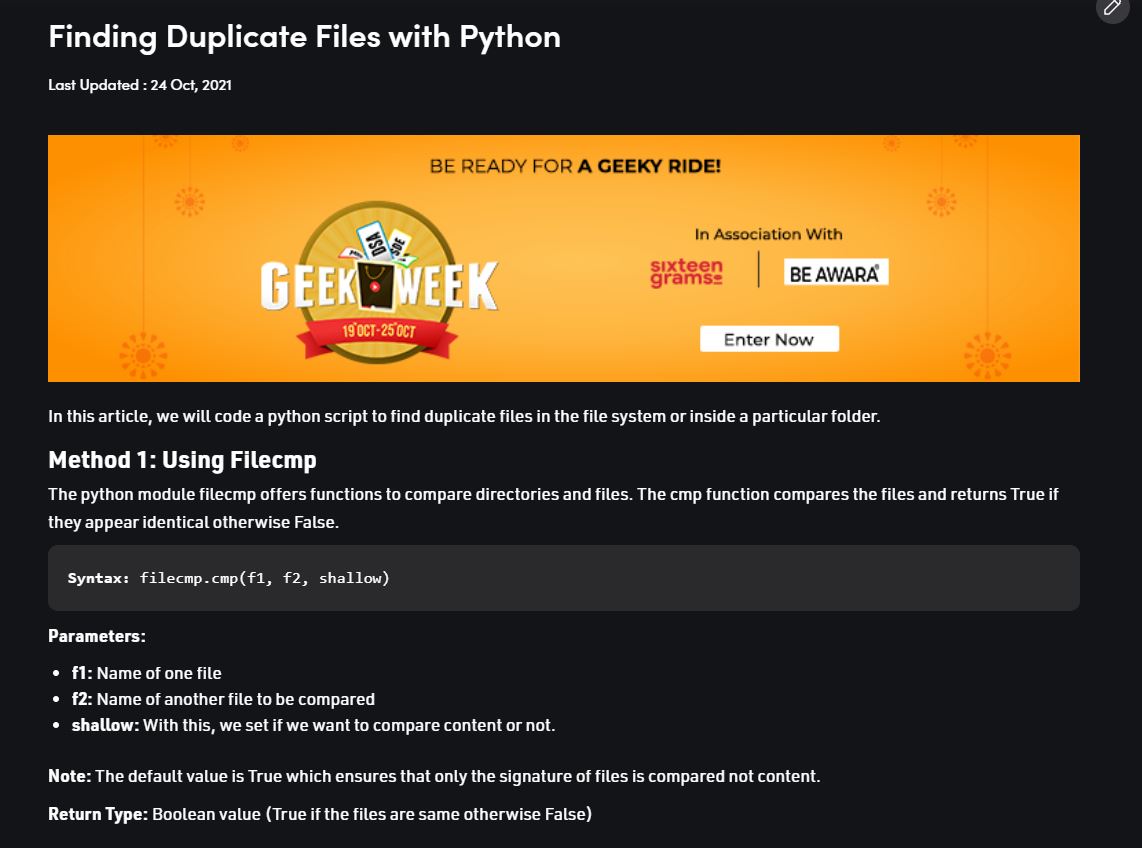 Finding Duplicate Files with Python
Last Updated : 24 Oct, 2021
BE READY FOR A GEEKY RIDE!
DSA
SDE
GEEK WEEK
19 OCT-25 OCT
In Association With
sixteen
grams
BE AWARA®
Enter Now
In this article, we will code a python script to find duplicate files in the file system or inside a particular folder.
Method 1: Using Filecmp
The python module filecmp offers functions to compare directories and files. The cmp function compares the files and returns True if
they appear identical otherwise False.
Syntax: filecmp.cmp(f1, f2, shallow)
Parameters:
• f1: Name of one file
• f2: Name of another file to be compared
• shallow: With this, we set if we want to compare content or not.
Note: The default value is True which ensures that only the signature of files is compared not content.
Return Type: Boolean value (True if the files are same otherwise False)